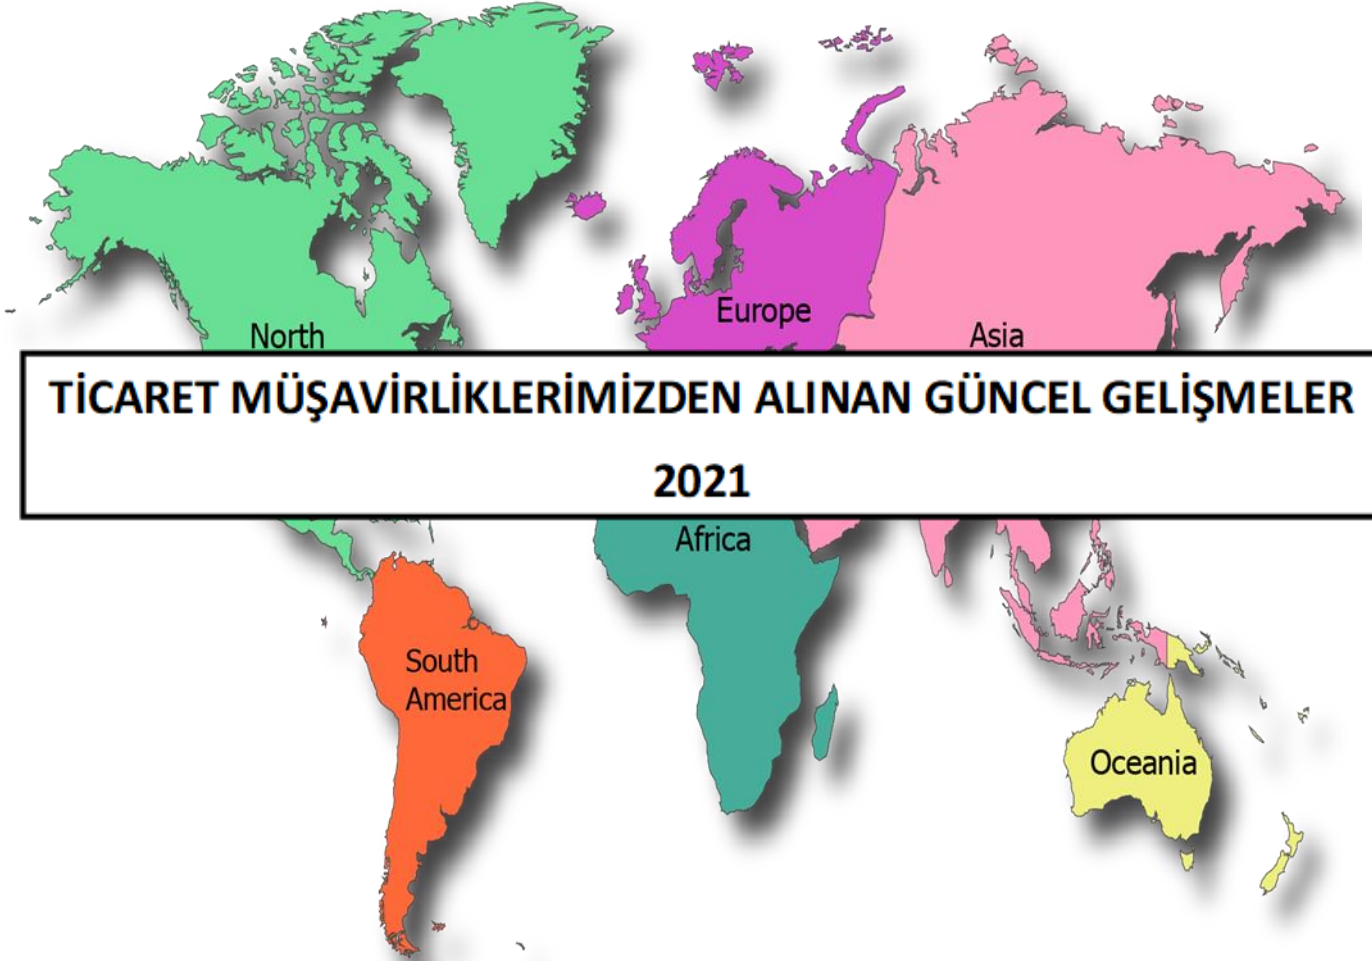 North
Europe
Asia
TİCARET MÜŞAVİRLİKLERİMİZDEN ALINAN GÜNCEL GELİŞMELER
2021
Africa
South
America
Oceania